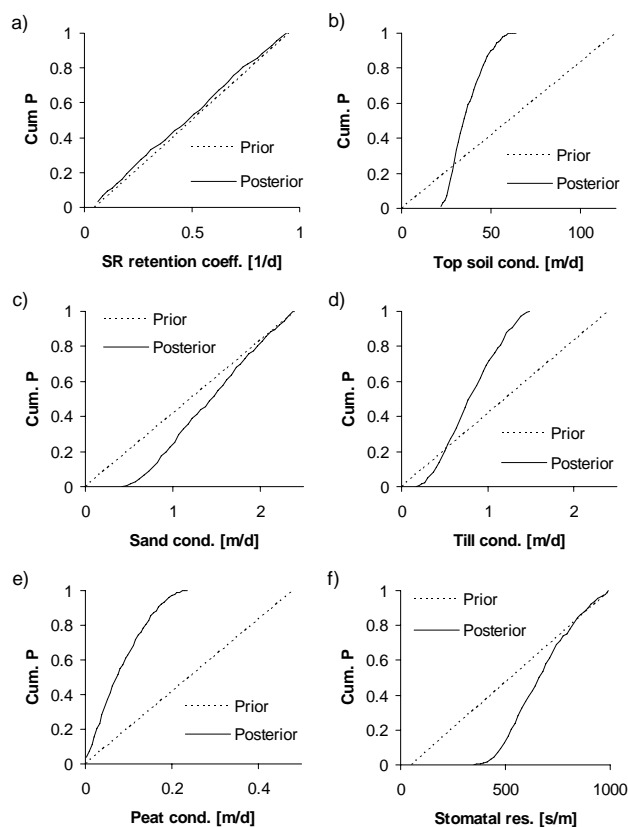 a)
Cum P
1
0.8
0.6
0.4
0.2
0
Prior
Posterior
0
0.5
1
SR retention coeff. [1/d]
b)
Cum. P
1
0.8
0.6
0.4
0.2
0
Prior
Posterior
0
50
100
Top soil cond. [m/d]
c)
Cum. P
1
0.8
0.6
0.4
0.2
0
Prior
Posterior
0
1
2
Sand cond. [m/d]
d)
Cum. P
1
0.8
0.6
0.4
0.2
0
Prior
Posterior
0
1
2
Till cond. [m/d]
e)
Cum. P
1
0.8
0.6
0.4
0.2
0
Prior
Posterior
0
0.2
0.4
Peat cond. [m/d]
f)
Cum. P
1
0.8
0.6
0.4
0.2
0
Prior
Posterior
0
500
1000
Stomatal res. [s/m]